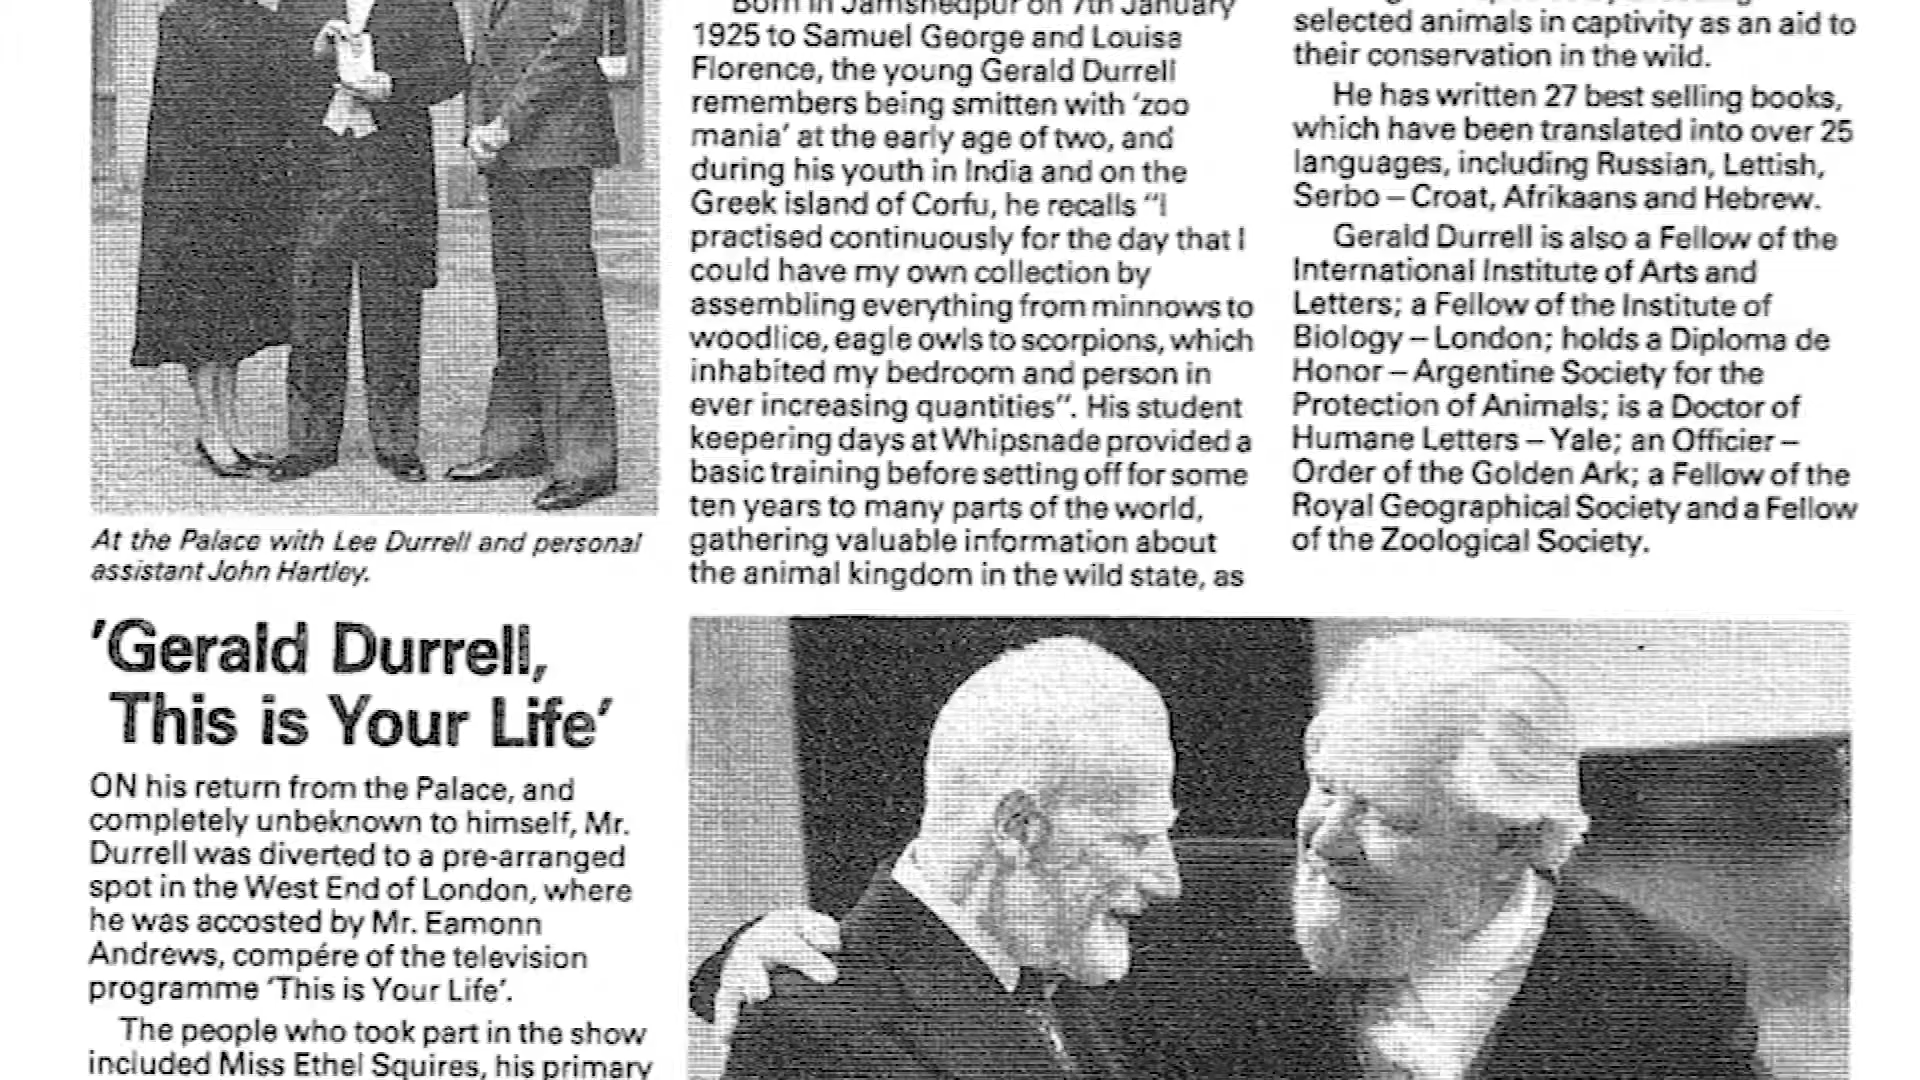 At the Palace with Lee Durrell and personal
assistant John Hartley.
'Gerald Durrell,
This is Your Life'
ON his return from the Palace, and
completely unbeknown to himself, Mr.
Durrell was diverted to a pre-arranged
spot in the West End of London, where
he was accosted by Mr. Eamonn
Andrews, compére of the television
programme 'This is Your Life'.
The people who took part in the show
included Miss Ethel Squires, his primary
Born in Jamshedpur on 7th January
1925 to Samuel George and Louisa
Florence, the young Gerald Durrell
remembers being smitten with 'zoo
mania' at the early age of two, and
during his youth in India and on the
Greek island of Corfu, he recalls "I
practised continuously for the day that I
could have my own collection by
assembling everything from minnows to
woodlice, eagle owls to scorpions, which
inhabited my bedroom and person in
ever increasing quantities". His student
keepering days at Whipsnade provided a
basic training before setting off for some
ten years to many parts of the world,
gathering valuable information about
the animal kingdom in the wild state, as
selected animals in captivity as an aid to
their conservation in the wild.
He has written 27 best selling books,
which have been translated into over 25
languages, including Russian, Lettish,
Serbo – Croat, Afrikaans and Hebrew.
Gerald Durrell is also a Fellow of the
International Institute of Arts and
Letters; a Fellow of the Institute of
Biology – London; holds a Diploma de
Honor – Argentine Society for the
Protection of Animals; is a Doctor of
Humane Letters – Yale; an Officier –
Order of the Golden Ark; a Fellow of the
Royal Geographical Society and a Fellow
of the Zoological Society.